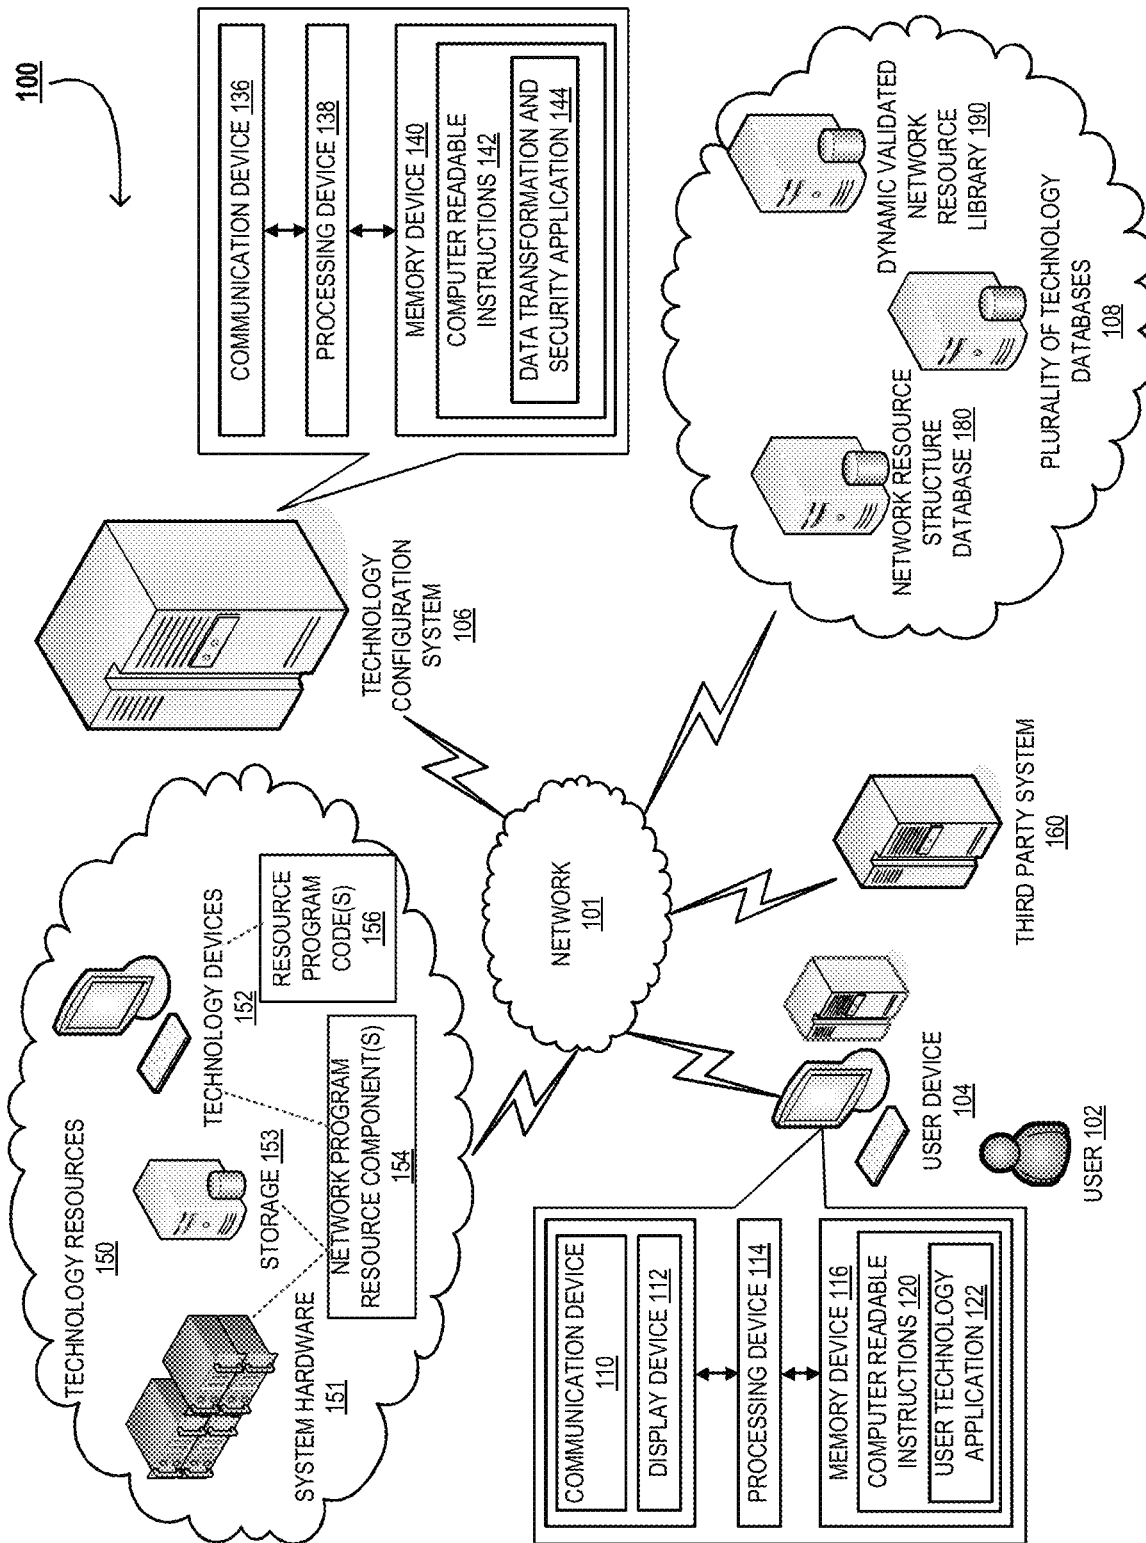 100
TECHNOLOGY RESOURCES
150
SYSTEM HARDWARE
151
STORAGE 153
TECHNOLOGY DEVICES
152
NETWORK PROGRAM
RESOURCE COMPONENT(S)
154
RESOURCE
PROGRAM
CODE(S)
156
TECHNOLOGY
CONFIGURATION
SYSTEM
106
COMMUNICATION DEVICE 136
PROCESSING DEVICE 138
MEMORY DEVICE 140
COMPUTER READABLE
INSTRUCTIONS 142
DATA TRANSFORMATION AND
SECURITY APPLICATION 144
NETWORK
101
COMMUNICATION DEVICE
110
DISPLAY DEVICE 112
PROCESSING DEVICE 114
MEMORY DEVICE 116
COMPUTER READABLE
INSTRUCTIONS 120
USER TECHNOLOGY
APPLICATION 122
USER DEVICE
104
USER 102
THIRD PARTY SYSTEM
160
NETWORK RESOURCE
STRUCTURE
DATABASE 180
DYNAMIC VALIDATED
NETWORK
RESOURCE
LIBRARY 190
PLURALITY OF TECHNOLOGY
DATABASES
108